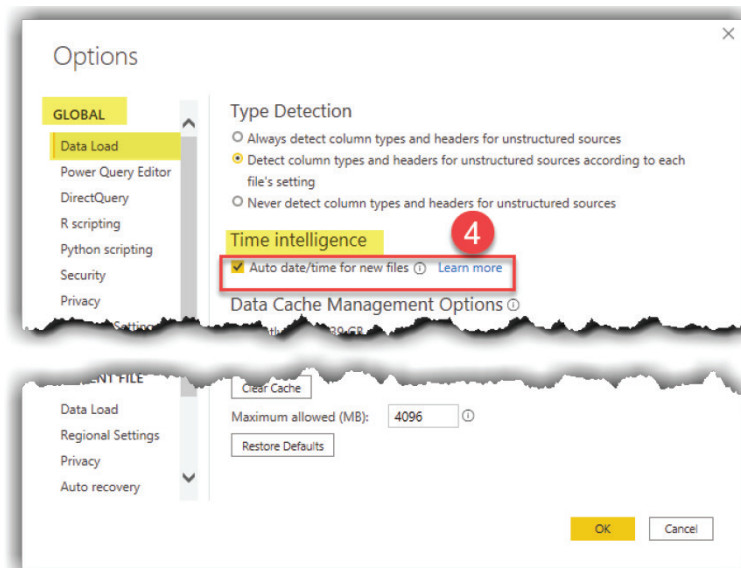 Options
GLOBAL
Data Load
Power Query Editor
DirectQuery
R scripting
Python scripting
Security
Privacy
Type Detection
Always detect column types and headers for unstructured sources
Detect column types and headers for unstructured sources according to each
file's setting
Never detect column types and headers for unstructured sources
Time intelligence
4
Auto date/time for new files
Learn more
Data Cache Management Options
CURRENT FILE
Data Load
Regional Settings
Privacy
Auto recovery
Clear Cache
Maximum allowed (MB):
4096
Restore Defaults
OK
Cancel